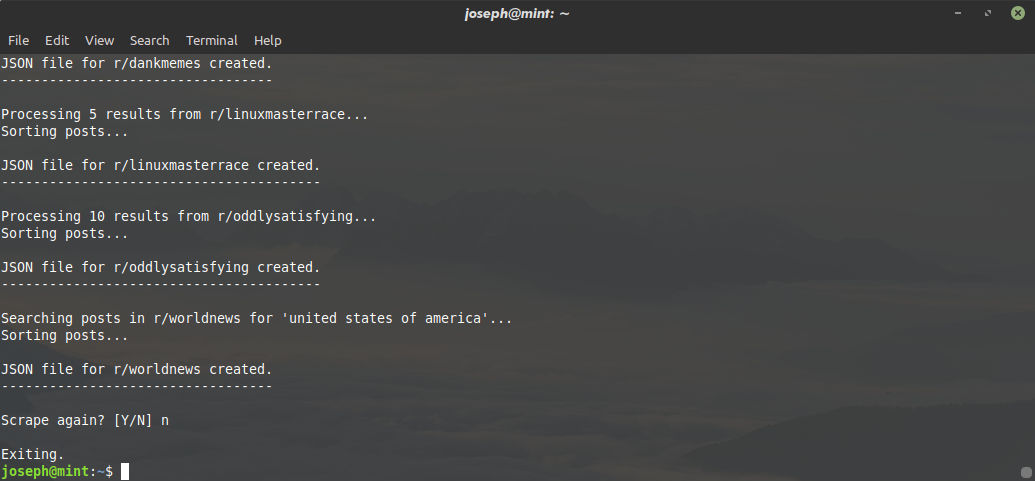 joseph@mint: ~
File Edit View Search Terminal Help
JSON file for r/dankmemes created.
----------------------------------
Processing 5 results from r/linuxmasterrace...
Sorting posts...
JSON file for r/linuxmasterrace created.
----------------------------------------
Processing 10 results from r/oddlysatisfying...
Sorting posts...
JSON file for r/oddlysatisfying created.
----------------------------------------
Searching posts in r/worldnews for 'united states of america'...
Sorting posts...
JSON file for r/worldnews created.
----------------------------------
Scrape again? [Y/N] n
Exiting.
joseph@mint:~$